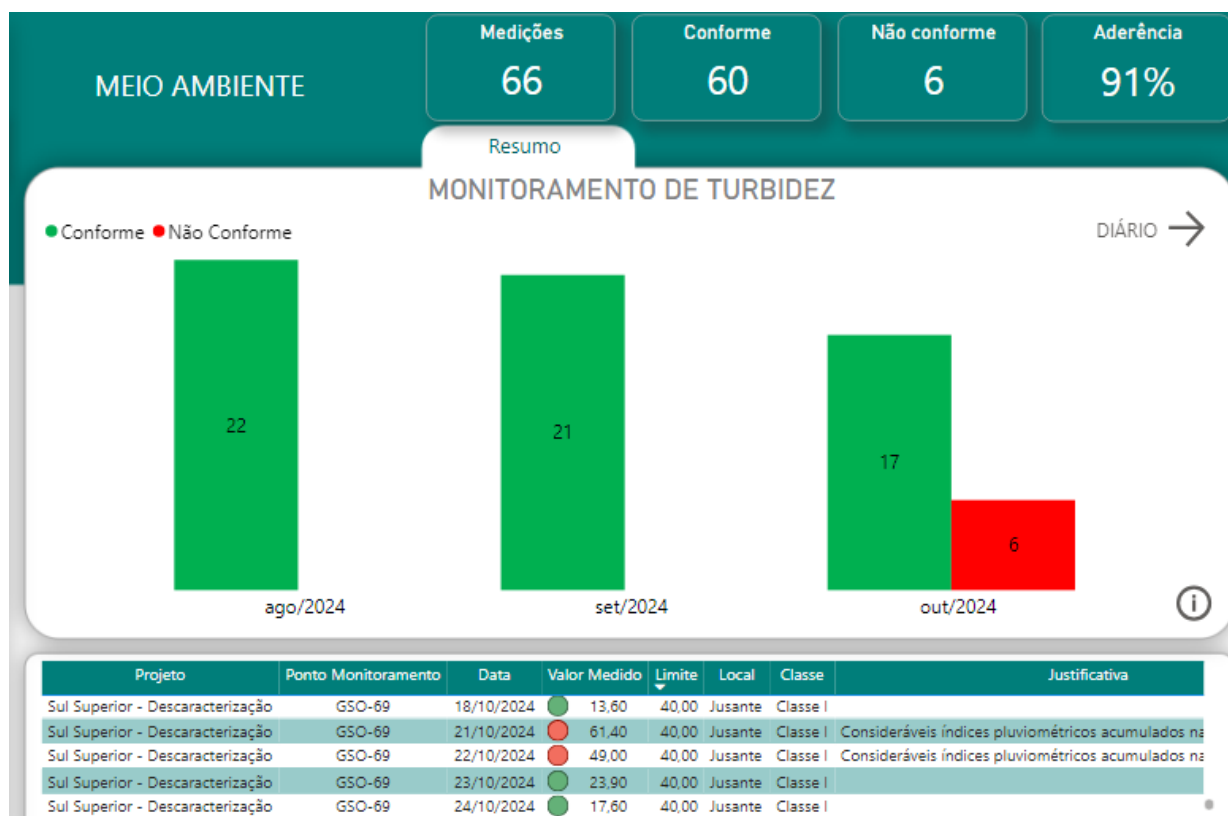 Medições Conforme Não conforme Aderência
MEIO AMBIENTE 66 60 6 91%
Resumo
MONITORAMENTO DE TURBIDEZ
Conforme Não Conforme DIÁRIO
22 21 17 6
ago/2024 set/2024 out/2024
Projeto Ponto Monitoramento Data Valor Medido Limite Local Classe Justificativa
Sul Superior - Descaracterização GSO-69 18/10/2024 13,60 40,00 Jusante Classe I
Sul Superior - Descaracterização GSO-69 21/10/2024 61,40 40,00 Jusante Classe I Consideráveis índices pluviométricos acumulados na
Sul Superior - Descaracterização GSO-69 22/10/2024 49,00 40,00 Jusante Classe I Consideráveis índices pluviométricos acumulados na
Sul Superior - Descaracterização GSO-69 23/10/2024 23,90 40,00 Jusante Classe I
Sul Superior - Descaracterização GSO-69 24/10/2024 17,60 40,00 Jusante Classe I